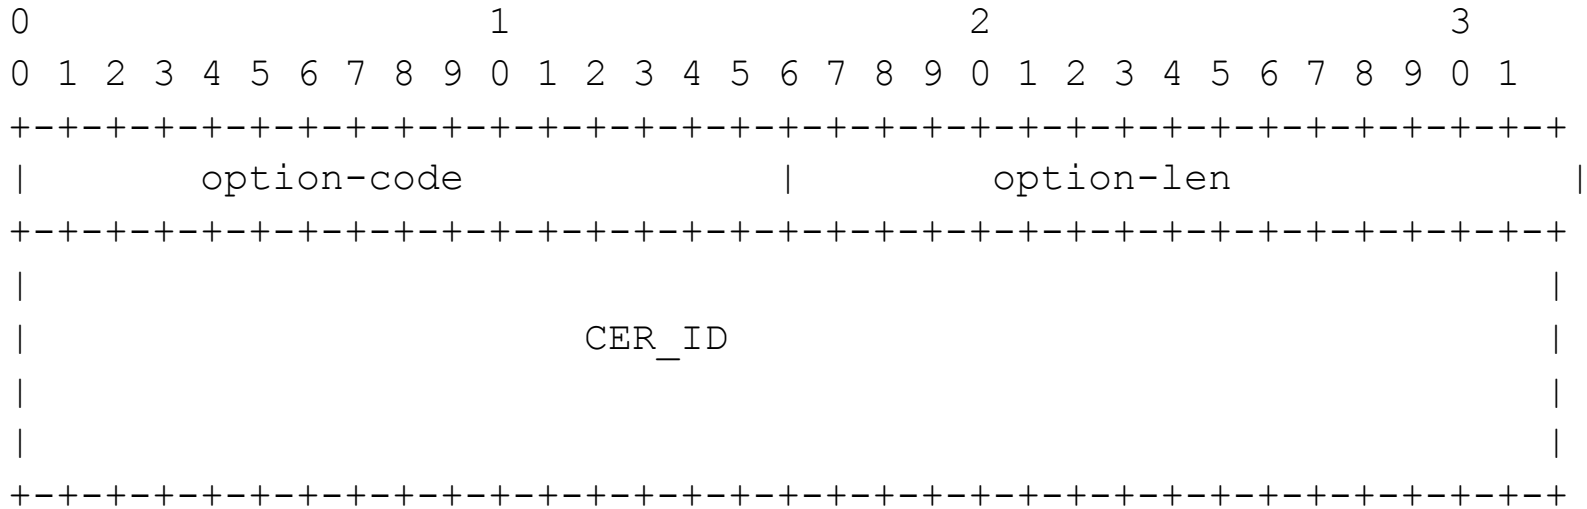 0                   1                   2                   3
0 1 2 3 4 5 6 7 8 9 0 1 2 3 4 5 6 7 8 9 0 1 2 3 4 5 6 7 8 9 0 1
+-+-+-+-+-+-+-+-+-+-+-+-+-+-+-+-+-+-+-+-+-+-+-+-+-+-+-+-+-+-+-+-+
|       option-code             |        option-len              |
+-+-+-+-+-+-+-+-+-+-+-+-+-+-+-+-+-+-+-+-+-+-+-+-+-+-+-+-+-+-+-+-+
|                                                               |
|                       CER_ID                                  |
|                                                               |
|                                                               |
+-+-+-+-+-+-+-+-+-+-+-+-+-+-+-+-+-+-+-+-+-+-+-+-+-+-+-+-+-+-+-+-+